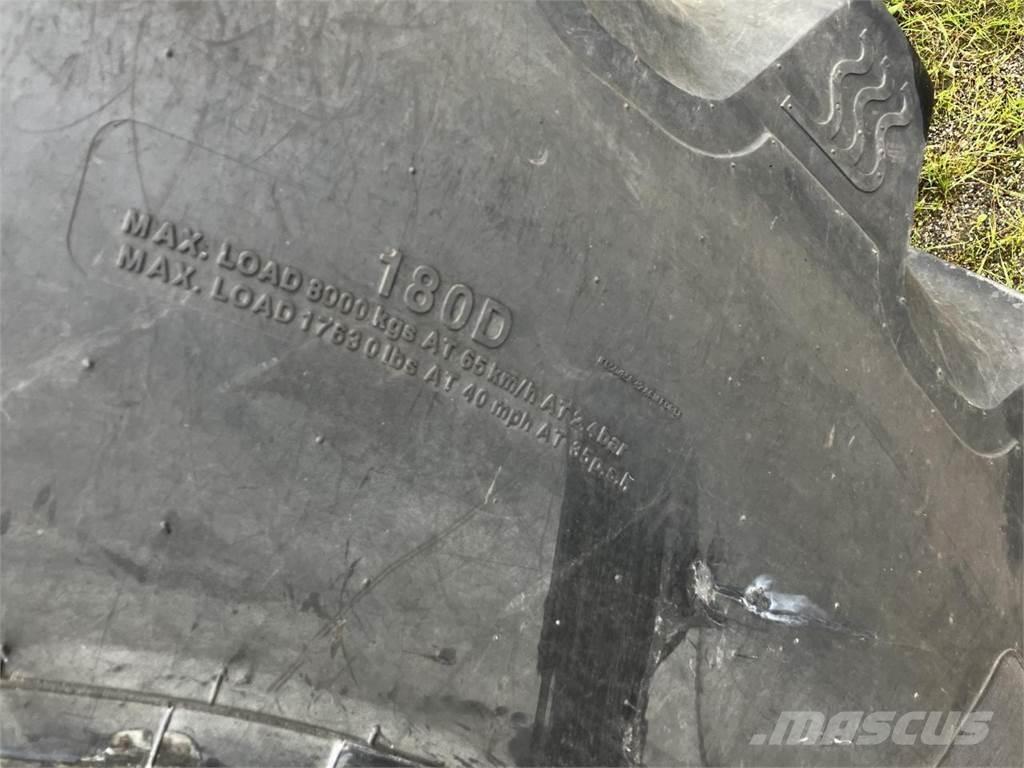 180D
MAX. LOAD 8000 kgs AT 65 km/h AT 2,4 bar
MAX. LOAD 17630 lbs AT 40 mph AT 35 p.s.i.
MASCUS